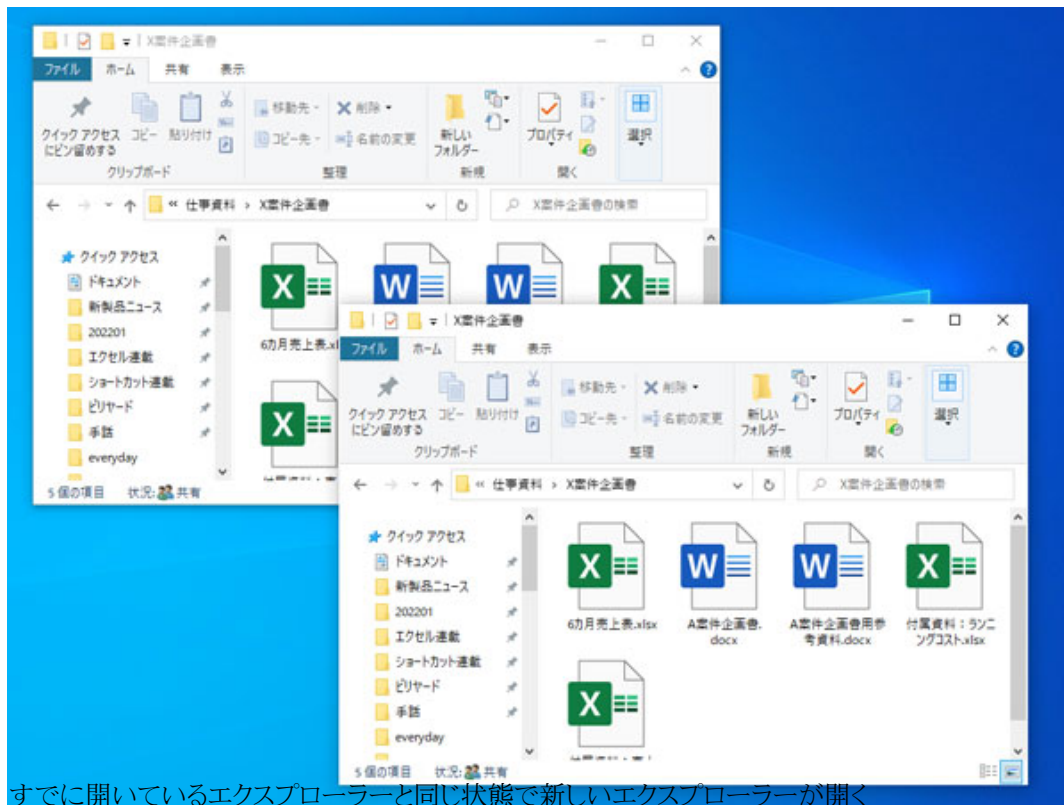 X案件企画書
ファイル ホーム 共有 表示
クイック アクセス
にピン留めする
コピー 貼り付け
移動先 削除
コピー先 名前の変更
新しい
フォルダー
プロパティ
選択
クリップボード 整理 新規 開く
« 仕事資料 › X案件企画書
X案件企画書の検索
クイック アクセス
ドキュメント
新製品ニュース
202201
エクセル連載
ショートカット連載
ビリヤード
手話
everyday
6カ月売上表.xl
5 個の項目 状況: 共有
X案件企画書
ファイル ホーム 共有 表示
クイック アクセス
にピン留めする
コピー 貼り付け
移動先 削除
コピー先 名前の変更
新しい
フォルダー
プロパティ
選択
クリップボード 整理 新規 開く
« 仕事資料 › X案件企画書
X案件企画書の検索
クイック アクセス
ドキュメント
新製品ニュース
202201
エクセル連載
ショートカット連載
ビリヤード
手話
everyday
6カ月売上表.xlsx
A案件企画書.
docx
A案件企画書用参
考資料.docx
付属資料：ランニ
ングコスト.xlsx
5 個の項目 状況: 共有
すでに開いているエクスプローラーと同じ状態で新しいエクスプローラーが開く